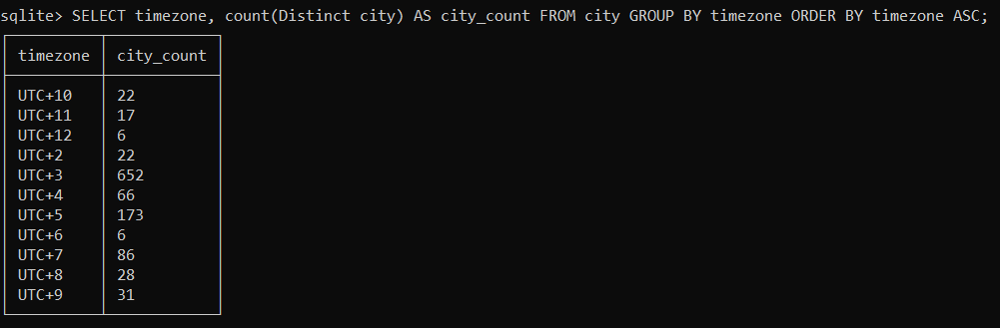 sqlite> SELECT timezone, count(Distinct city) AS city_count FROM city GROUP BY timezone ORDER BY timezone ASC;
timezone city_count
UTC+10 22
UTC+11 17
UTC+12 6
UTC+2 22
UTC+3 652
UTC+4 66
UTC+5 173
UTC+6 6
UTC+7 86
UTC+8 28
UTC+9 31